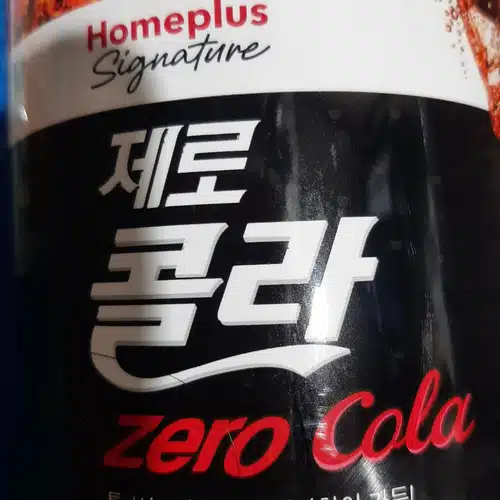 Homeplus
Signature
제로
콜라
zero Cola